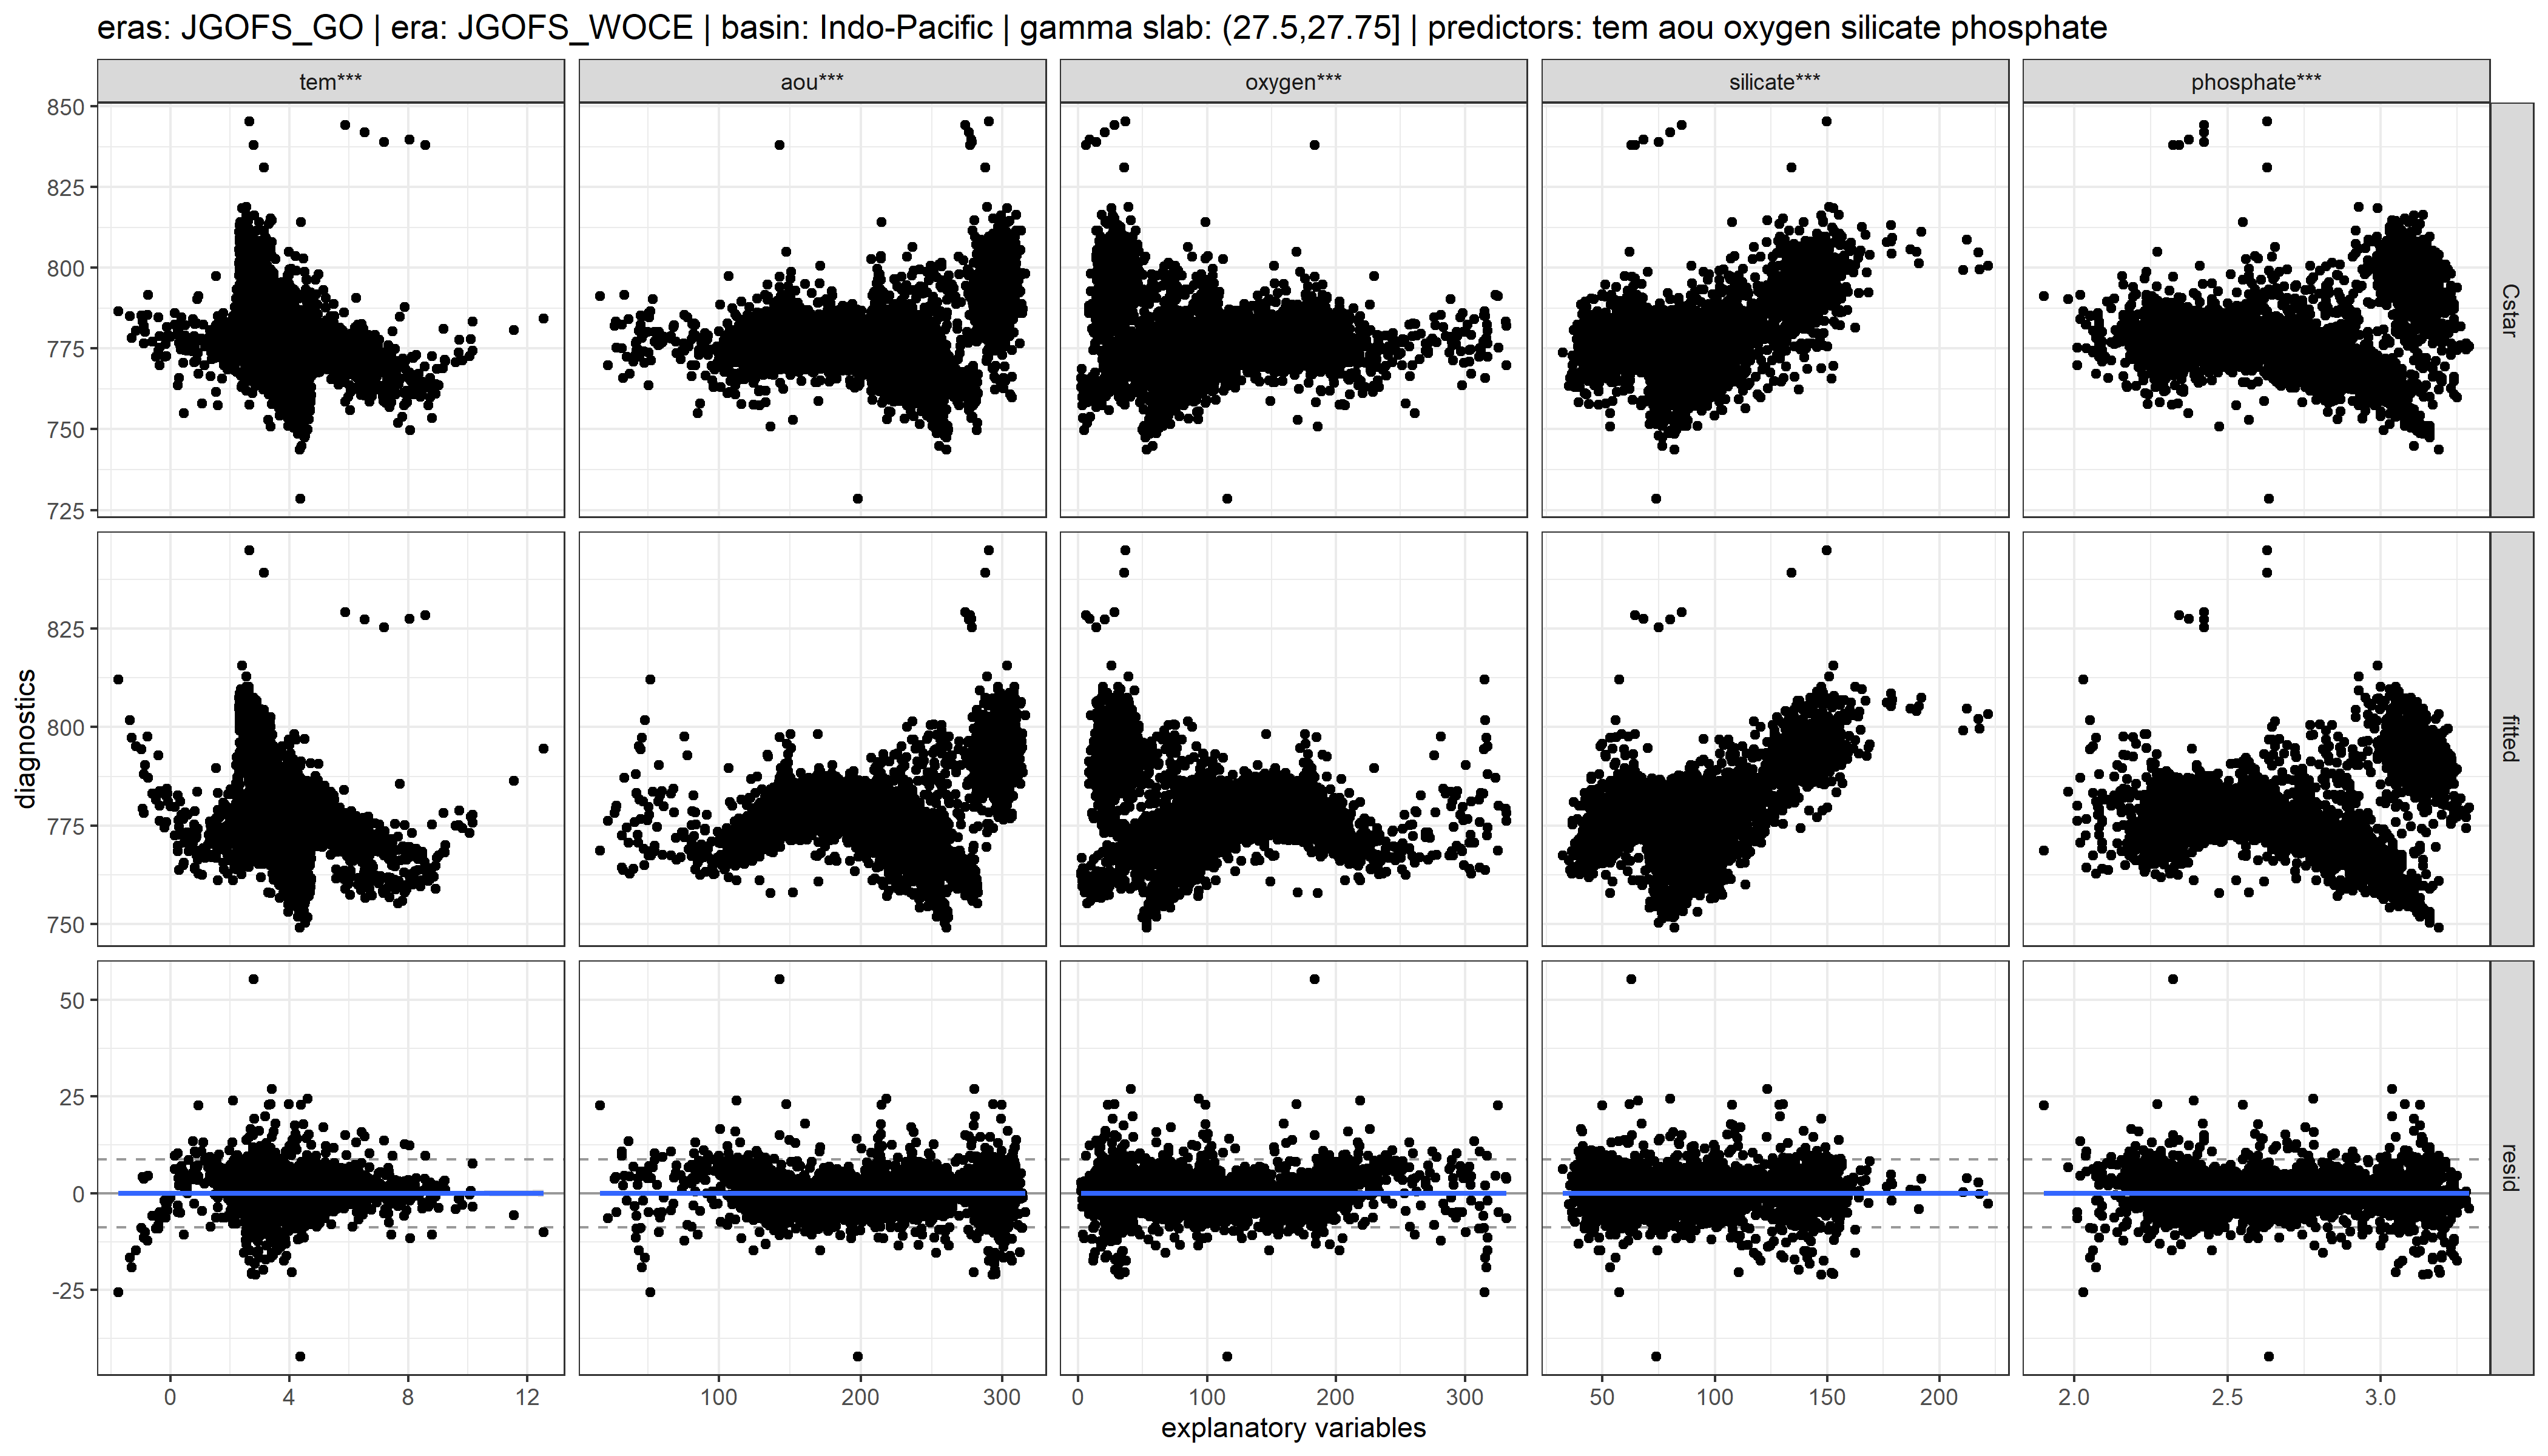 eras: JGOFS_GO | era: JGOFS_WOCE | basin: Indo-Pacific | gamma slab: (27.5,27.75] | predictors: tem aou oxygen silicate phosphate
tem*** aou*** oxygen*** silicate*** phosphate***
850
825
800
775
750
725
Cstar
825
800
775
750
fitted
diagnostics
50
25
0
-25
resid
0 4 8 12 100 200 300 0 100 200 300 50 100 150 200 2.0 2.5 3.0
explanatory variables